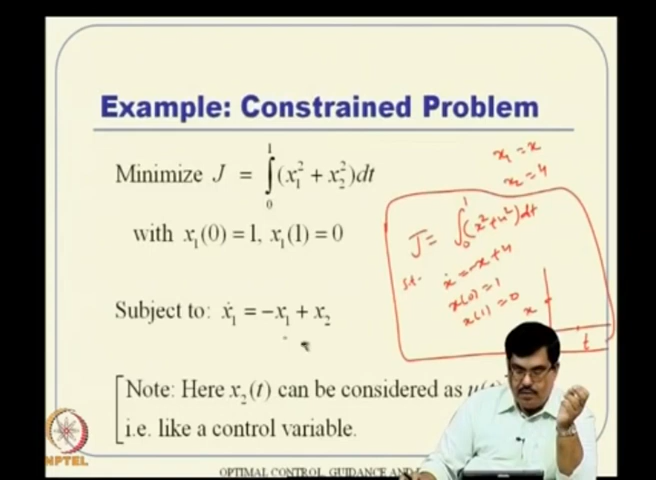 Example: Constrained Problem
Minimize J = ∫₀¹ (x₁² + x₂²) dt
with x₁(0) = 1, x₁(1) = 0
Subject to: ẋ₁ = −x₁ + x₂
Note: Here x₂(t) can be considered as u(t)
i.e. like a control variable.
x₁ = x
x₂ = u
J = ∫₀¹ (x² + u²) dt
st. ẋ = −x + u
x(0) = 1
x(1) = 0
x
t
NPTEL
OPTIMAL CONTROL, GUIDANCE AND